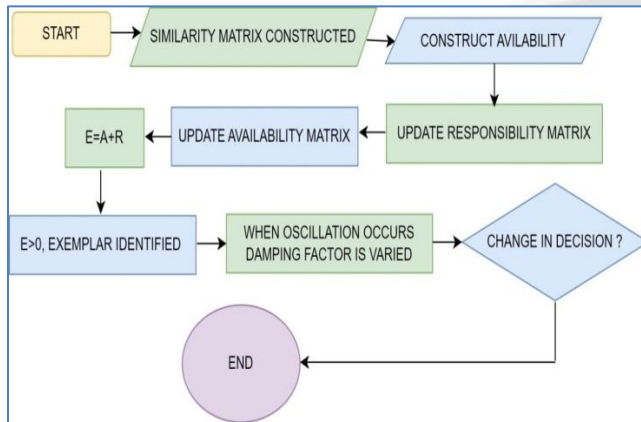 START
SIMILARITY MATRIX CONSTRUCTED
CONSTRUCT AVILABILITY
E=A+R
UPDATE AVAILABILITY MATRIX
UPDATE RESPONSIBILITY MATRIX
E>0, EXEMPLAR IDENTIFIED
WHEN OSCILLATION OCCURS
DAMPING FACTOR IS VARIED
CHANGE IN DECISION ?
END